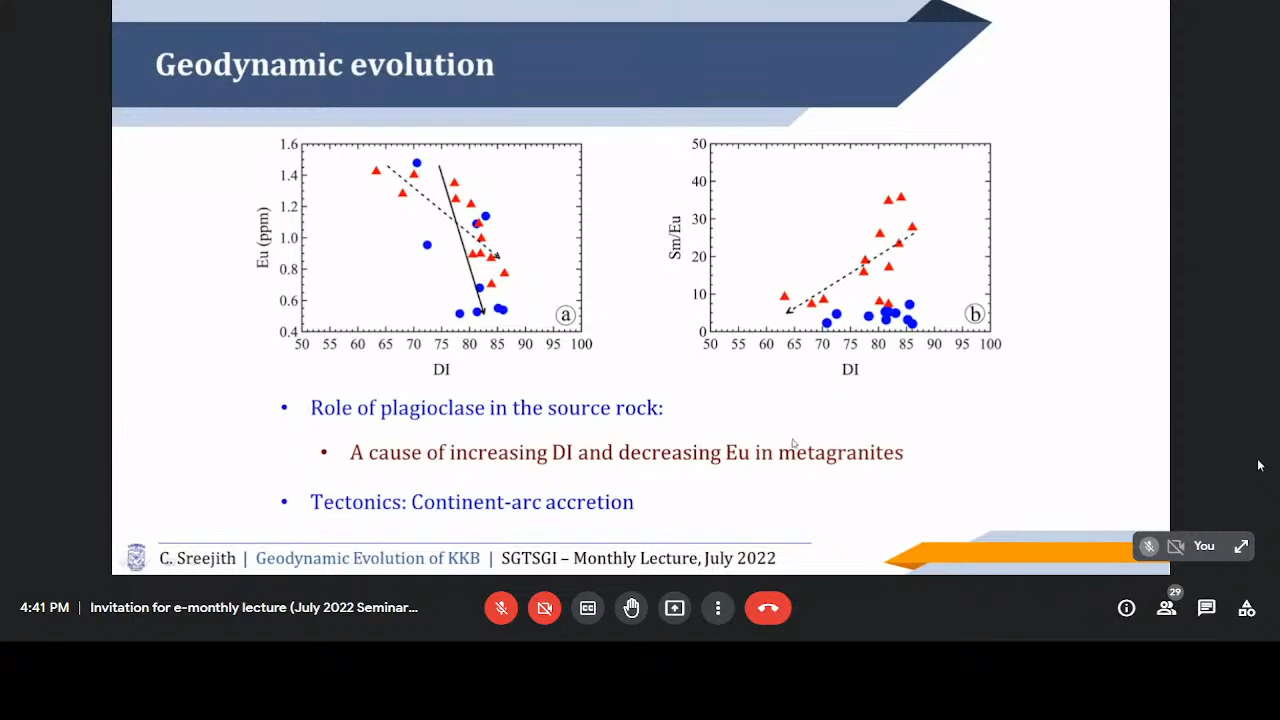 Geodynamic evolution
1.6
1.4
1.2
1.0
0.8
0.6
0.4
Eu (ppm)
50 55 60 65 70 75 80 85 90 95 100
DI
a
50
40
30
20
10
0
Sm/Eu
50 55 60 65 70 75 80 85 90 95 100
DI
b
• Role of plagioclase in the source rock:
• A cause of increasing DI and decreasing Eu in metagranites
• Tectonics: Continent-arc accretion
C. Sreejith | Geodynamic Evolution of KKB | SGTSGI – Monthly Lecture, July 2022
You
4:41 PM | Invitation for e-monthly lecture (July 2022 Seminar...
CC
29